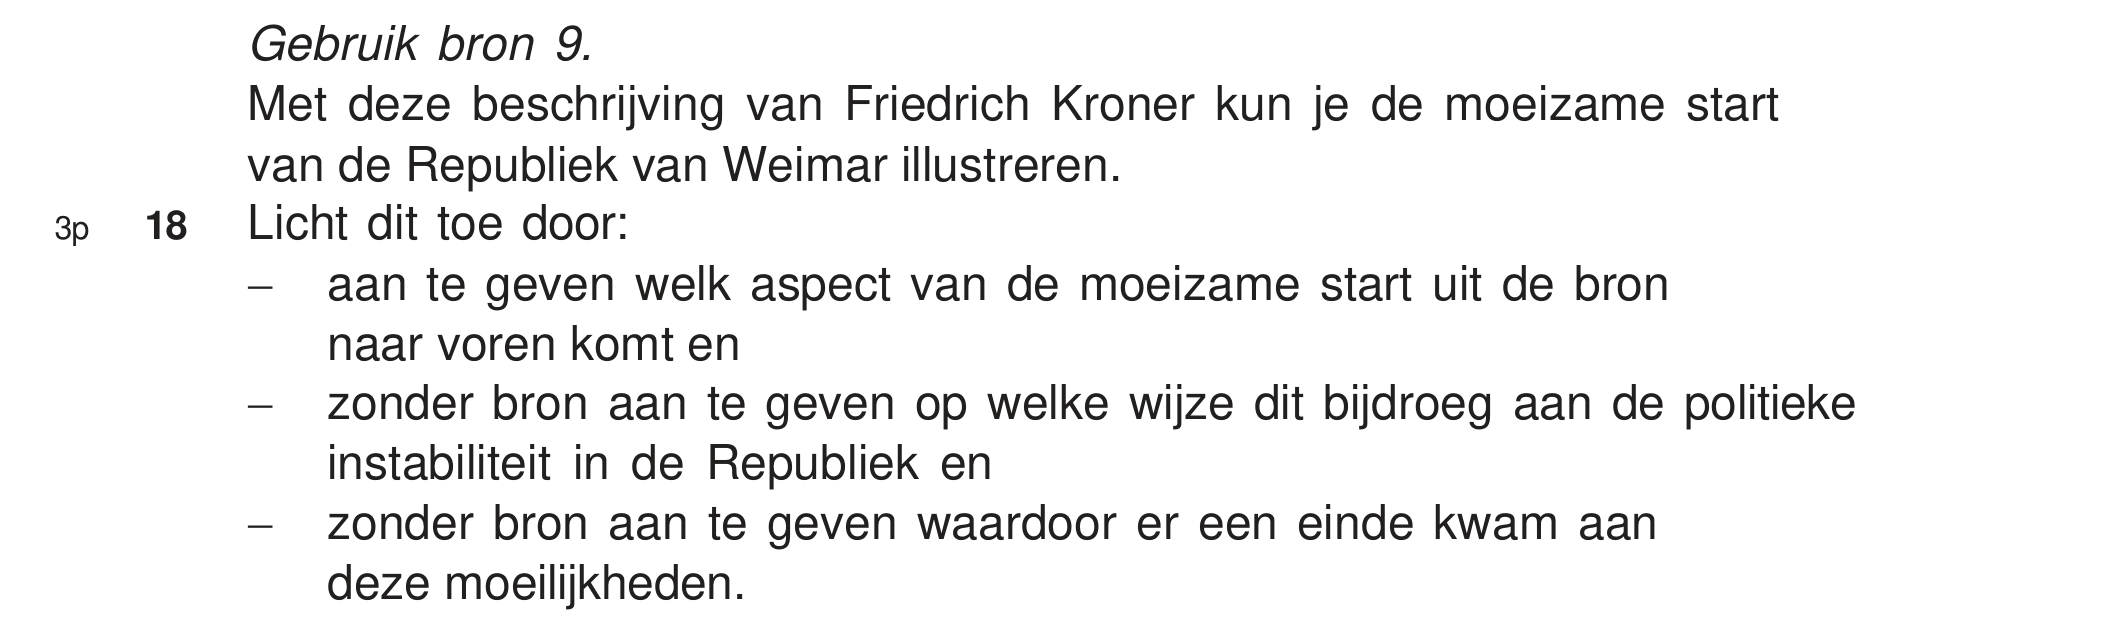 Gebruik bron 9.
Met deze beschrijving van Friedrich Kroner kun je de moeizame start
van de Republiek van Weimar illustreren.
3p 18 Licht dit toe door:
− aan te geven welk aspect van de moeizame start uit de bron
naar voren komt en
− zonder bron aan te geven op welke wijze dit bijdroeg aan de politieke
instabiliteit in de Republiek en
− zonder bron aan te geven waardoor er een einde kwam aan
deze moeilijkheden.